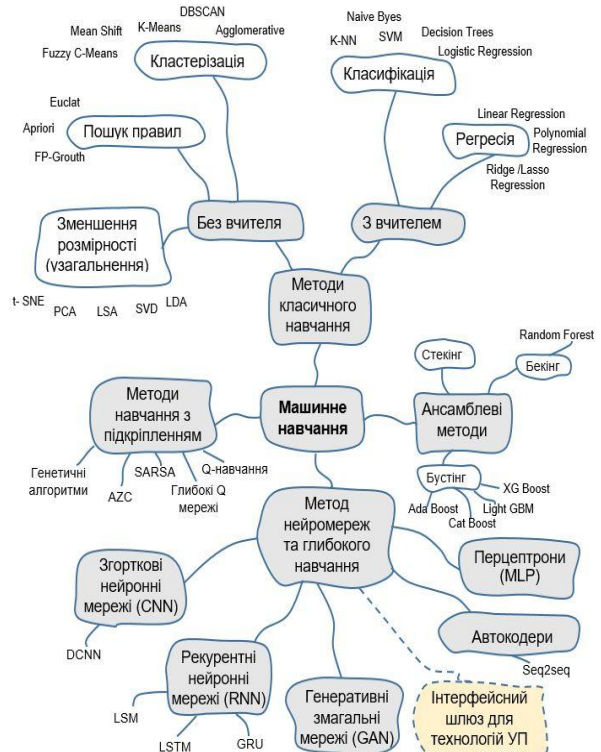 DBSCAN
Mean Shift
K-Means
Agglomerative
Fuzzy C-Means
Кластерізація
Naive Byes
K-NN
SVM
Decision Trees
Logistic Regression
Класифікація
Euclat
Apriori
Пошук правил
FP-Grouth
Linear Regression
Регресія
Polynomial
Regression
Ridge /Lasso
Regression
Зменшення
розмірності
(узагальнення)
Без вчителя
З вчителем
t- SNE
PCA
LSA
SVD
LDA
Методи
класичного
навчання
Random Forest
Стекінг
Бекінг
Методи
навчання з
підкріпленням
Машинне
навчання
Ансамблеві
методи
Генетичні
алгоритми
AZC
SARSA
Глибокі Q
мережі
Q-навчання
Бустінг
XG Boost
Ada Boost
Light GBM
Cat Boost
Метод
нейромереж
та глибокого
навчання
Перцептрони
(MLP)
Згорткові
нейронні
мережі (CNN)
DCNN
Автокодери
Seq2seq
Рекурентні
нейронні
мережі (RNN)
LSM
LSTM
GRU
Генеративні
змагальні
мережі (GAN)
Інтерфейсний
шлюз для
технологій УП